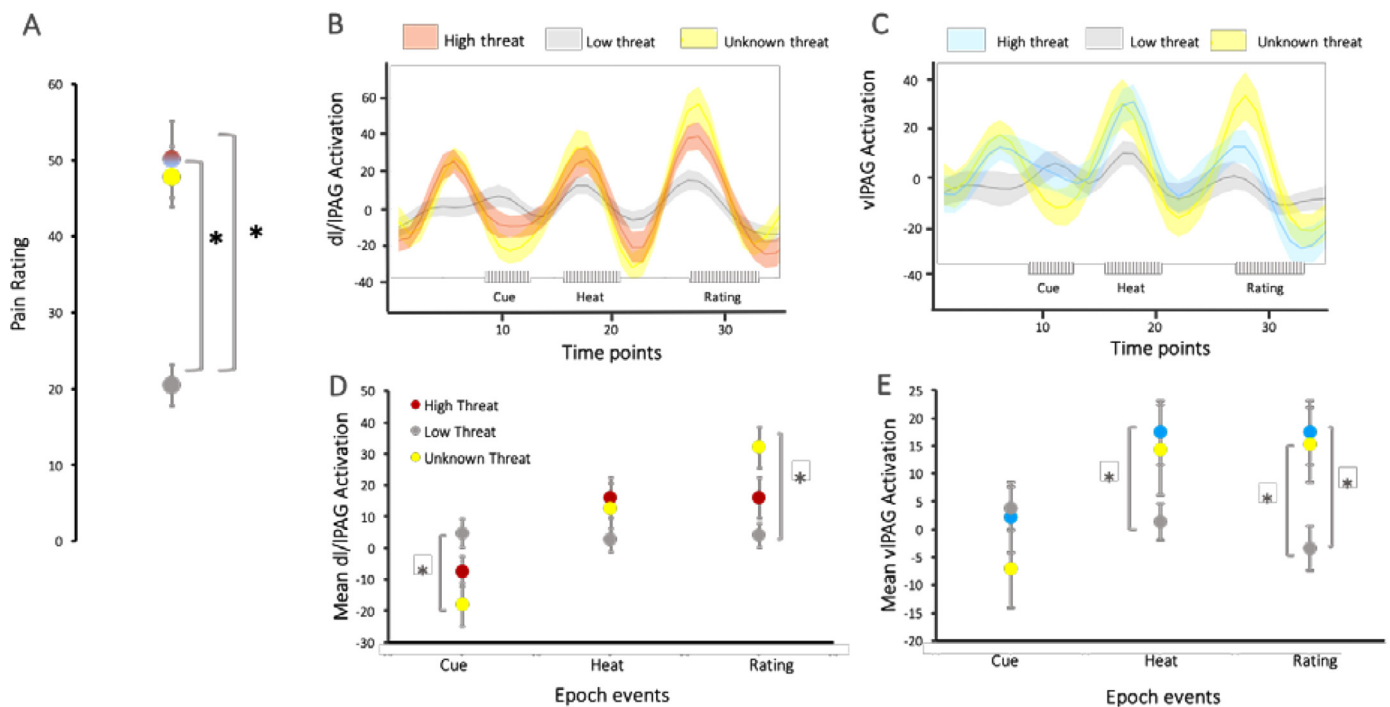 A
Pain Rating
60
50
40
30
20
10
0
*
*
B
High threat
Low threat
Unknown threat
dl/lPAG Activation
60
40
20
0
-20
-40
Cue
Heat
Rating
10
20
30
Time points
C
High threat
Low threat
Unknown threat
vlPAG Activation
40
20
0
-20
-40
Cue
Heat
Rating
10
20
30
Time points
D
High Threat
Low Threat
Unknown Threat
Mean dl/lPAG Activation
50
40
30
20
10
0
-10
-20
-30
*
*
Cue
Heat
Rating
Epoch events
E
Mean vlPAG Activation
25
20
15
10
5
0
-5
-10
-15
-20
*
*
*
Cue
Heat
Rating
Epoch events